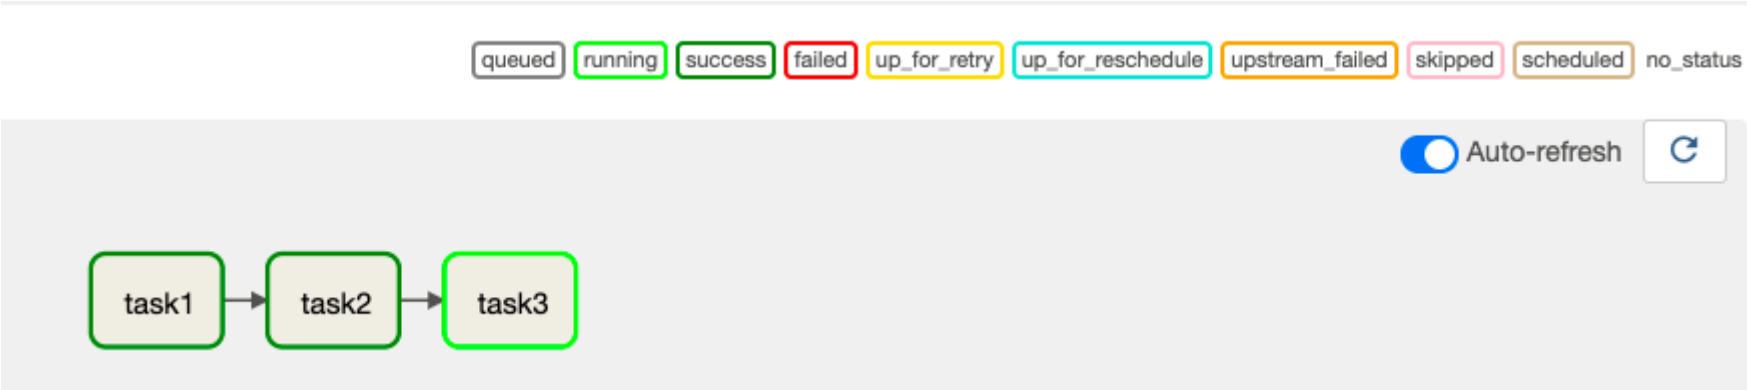 queued running success failed up_for_retry up_for_reschedule upstream_failed skipped scheduled no_status
Auto-refresh
task1 task2 task3